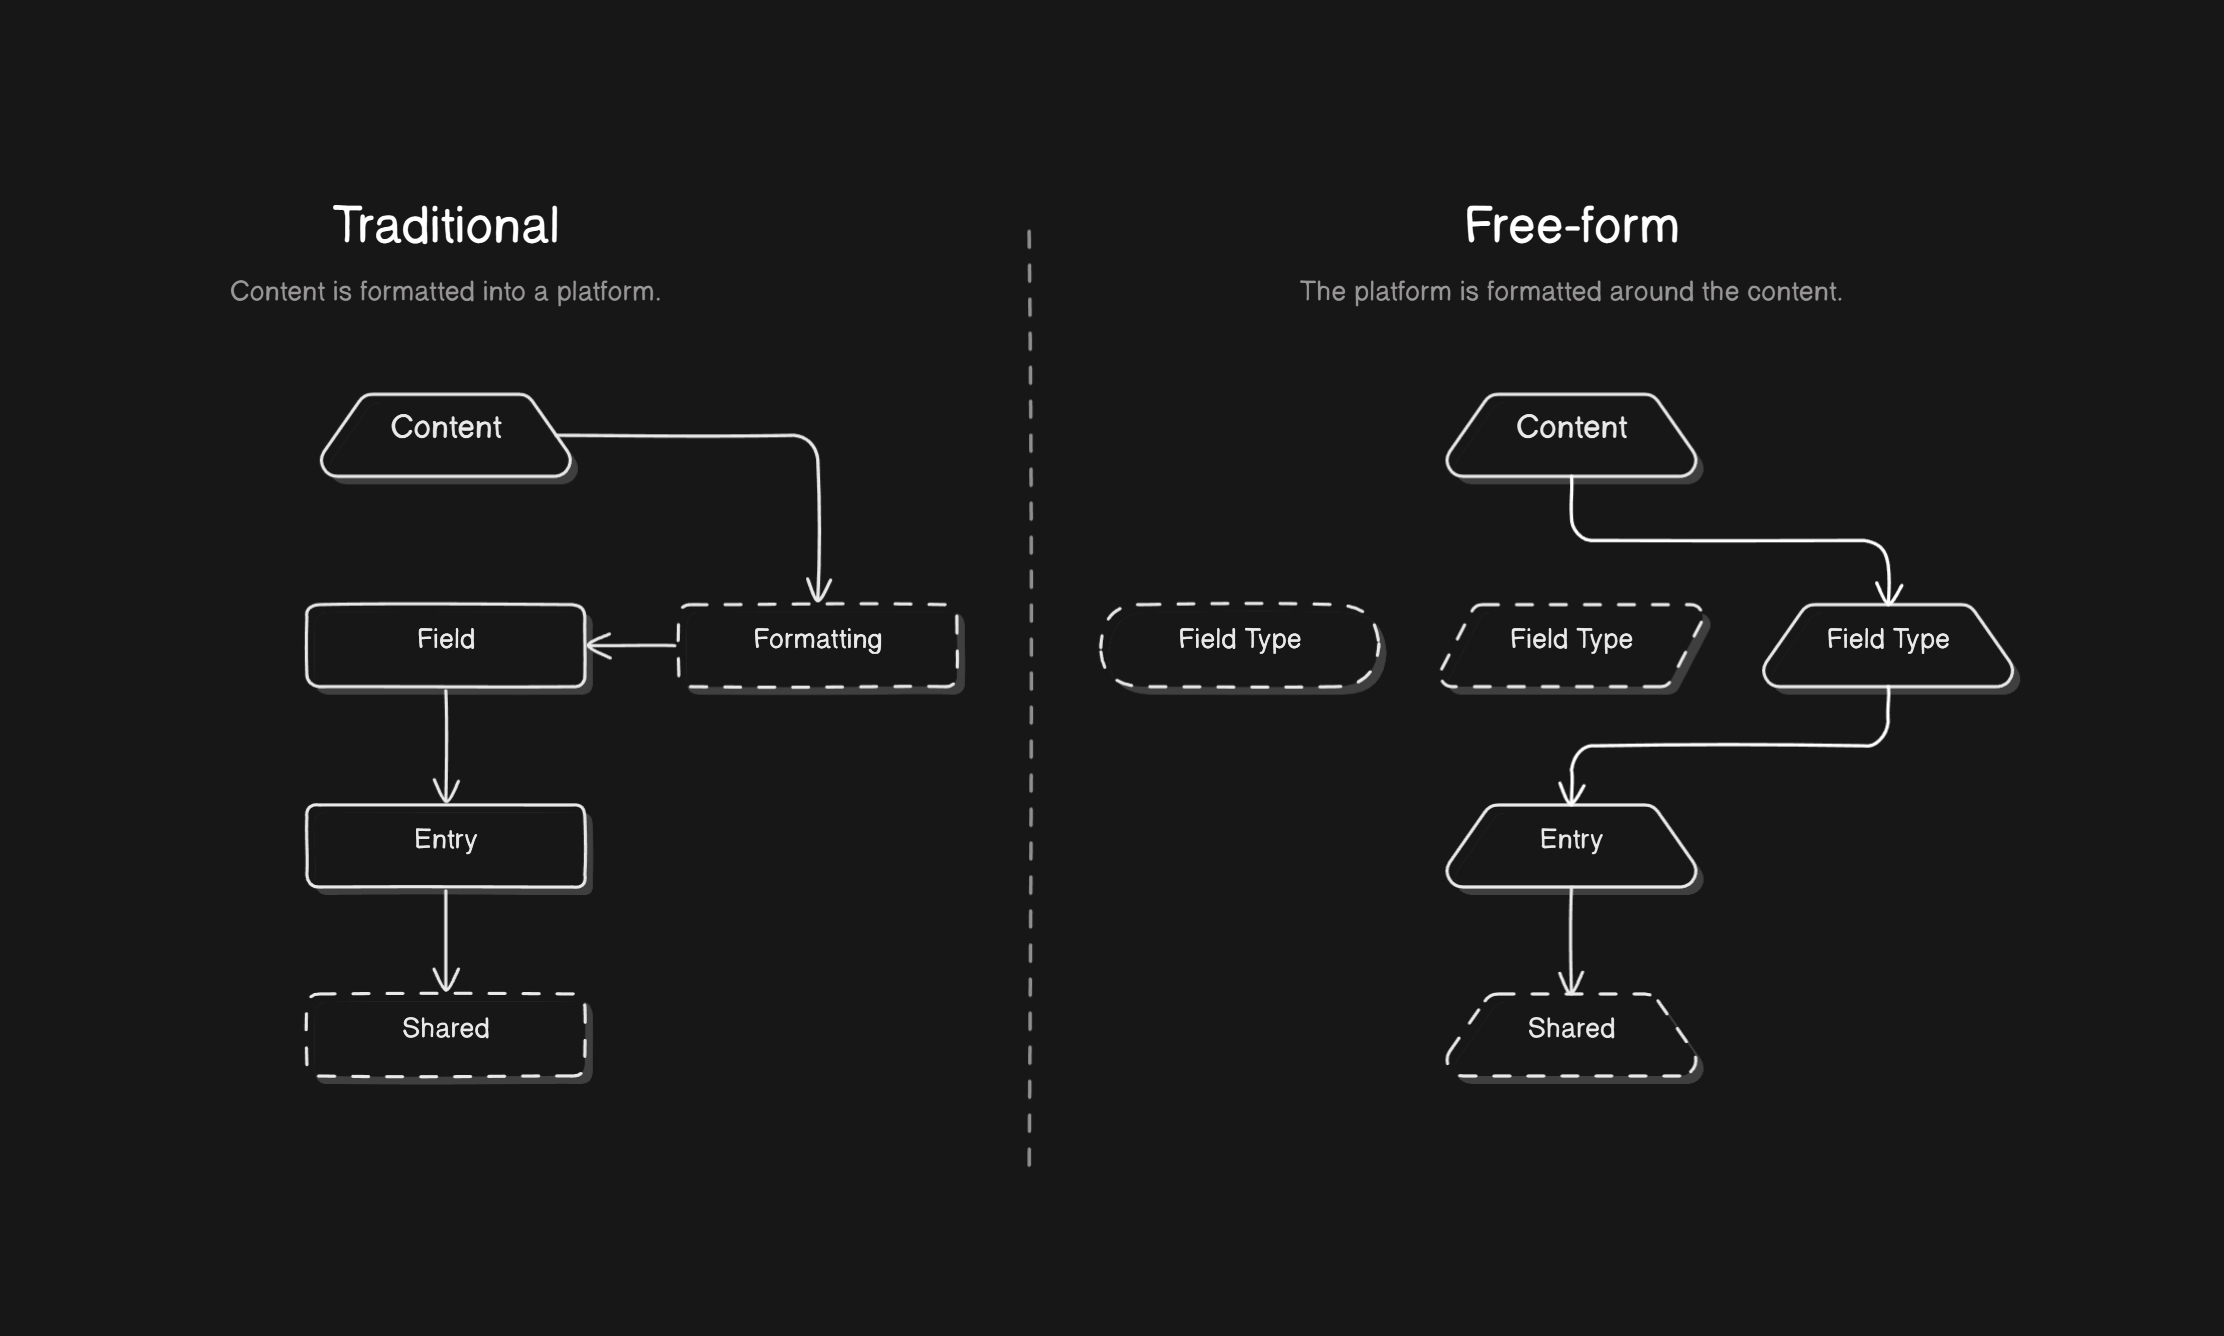 Traditional
Content is formatted into a platform.
Content
Field
Formatting
Entry
Shared
Free-form
The platform is formatted around the content.
Content
Field Type
Field Type
Field Type
Entry
Shared